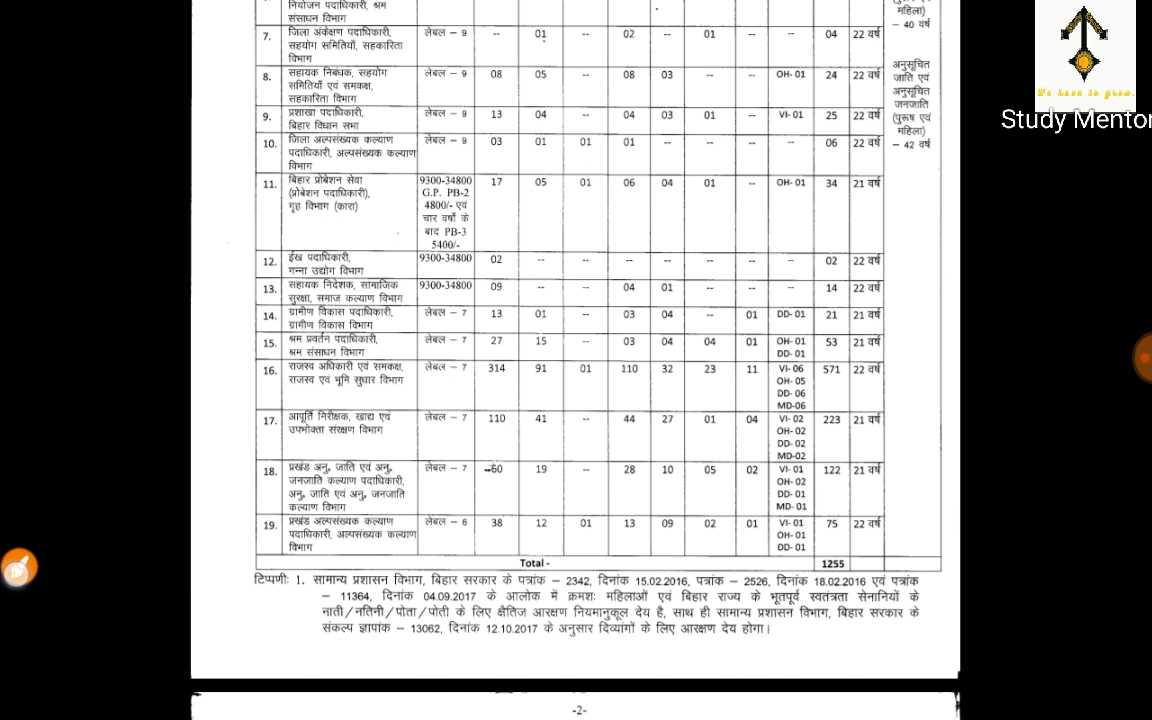 नियोजन पदाधिकारी, श्रम
संसाधन विभाग
महिला)
– 40 वर्ष
7. जिला अंकेक्षण पदाधिकारी, सहयोग समितियाँ, सहकारिता विभाग लेबल – 9 -- 01 -- 02 -- 01 -- -- 04 22 वर्ष
अनुसूचित
जाति एवं
अनुसूचित
जनजाति
(पुरूष एवं
महिला)
– 42 वर्ष
8. सहायक निबंधक, सहयोग समितियाँ एवं समकक्ष, सहकारिता विभाग लेबल – 9 08 05 -- 08 03 -- -- OH- 01 24 22 वर्ष
9. प्रशाखा पदाधिकारी, बिहार विधान सभा लेबल – 9 13 04 -- 04 03 01 -- VI- 01 25 22 वर्ष
10. जिला अल्पसंख्यक कल्याण पदाधिकारी, अल्पसंख्यक कल्याण विभाग लेबल – 9 03 01 01 01 -- -- -- -- 06 22 वर्ष
11. बिहार प्रोबेशन सेवा (प्रोबेशन पदाधिकारी), गृह विभाग (कारा) 9300-34800 G.P. PB-2 4800/- एवं चार वर्षों के बाद PB-3 5400/- 17 05 01 06 04 01 -- OH- 01 34 21 वर्ष
12. ईख पदाधिकारी, गन्ना उद्योग विभाग 9300-34800 02 -- -- -- -- -- -- -- 02 22 वर्ष
13. सहायक निदेशक, सामाजिक सुरक्षा, समाज कल्याण विभाग 9300-34800 09 -- -- 04 01 -- -- -- 14 22 वर्ष
14. ग्रामीण विकास पदाधिकारी, ग्रामीण विकास विभाग लेबल – 7 13 01 -- 03 04 -- 01 DD- 01 21 21 वर्ष
15. श्रम प्रवर्तन पदाधिकारी, श्रम संसाधन विभाग लेबल – 7 27 15 -- 03 04 04 01 OH- 01 DD- 01 53 21 वर्ष
16. राजस्व अधिकारी एवं समकक्ष, राजस्व एवं भूमि सुधार विभाग लेबल – 7 314 91 01 110 32 23 11 VI- 06 OH- 05 DD- 06 MD-06 571 22 वर्ष
17. आपूर्ति निरीक्षक, खाद्य एवं उपभोक्ता संरक्षण विभाग लेबल – 7 110 41 -- 44 27 01 04 VI- 02 OH- 02 DD- 02 MD-02 223 21 वर्ष
18. प्रखंड अनु॰ जाति एवं अनु॰ जनजाति कल्याण पदाधिकारी, अनु॰ जाति एवं अनु॰ जनजाति कल्याण विभाग लेबल – 7 60 19 -- 28 10 05 02 VI- 01 OH- 02 DD- 01 MD- 01 122 21 वर्ष
19. प्रखंड अल्पसंख्यक कल्याण पदाधिकारी, अल्पसंख्यक कल्याण विभाग लेबल – 6 38 12 01 13 09 02 01 VI- 01 OH- 01 DD- 01 75 22 वर्ष
Total - 1255
टिप्पणीः 1. सामान्य प्रशासन विभाग, बिहार सरकार के पत्रांक – 2342, दिनांक 15.02.2016, पत्रांक – 2526, दिनांक 18.02.2016 एवं पत्रांक
– 11364, दिनांक 04.09.2017 के आलोक में क्रमशः महिलाओं एवं बिहार राज्य के भूतपूर्व स्वतंत्रता सेनानियों के
नाती/नतिनी/पोता/पोती के लिए क्षैतिज आरक्षण नियमानुकूल देय है, साथ ही सामान्य प्रशासन विभाग, बिहार सरकार के
संकल्प ज्ञापांक – 13062, दिनांक 12.10.2017 के अनुसार दिव्यांगों के लिए आरक्षण देय होगा।
-2-
We have to grow.
Study Mentor